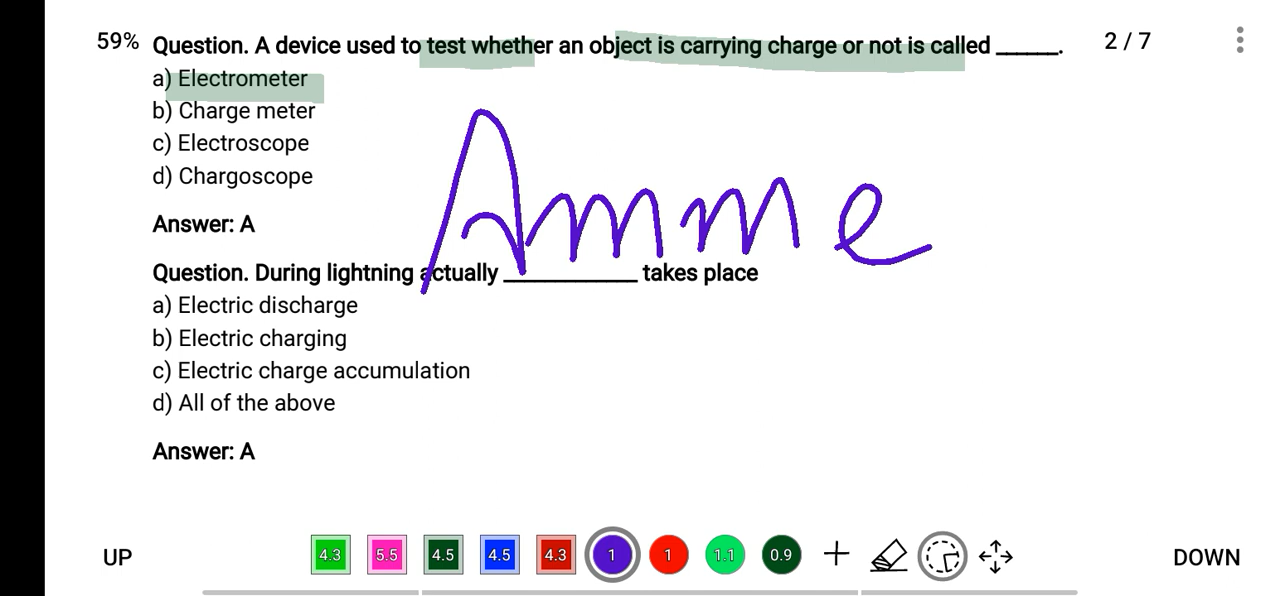 59% Question. A device used to test whether an object is carrying charge or not is called ______. 2 / 7
a) Electrometer
b) Charge meter
c) Electroscope
d) Chargoscope
Amme
Answer: A
Question. During lightning actually ____________ takes place
a) Electric discharge
b) Electric charging
c) Electric charge accumulation
d) All of the above
Answer: A
UP 4.3 5.5 4.5 4.5 4.3 1 1 1.1 0.9 DOWN